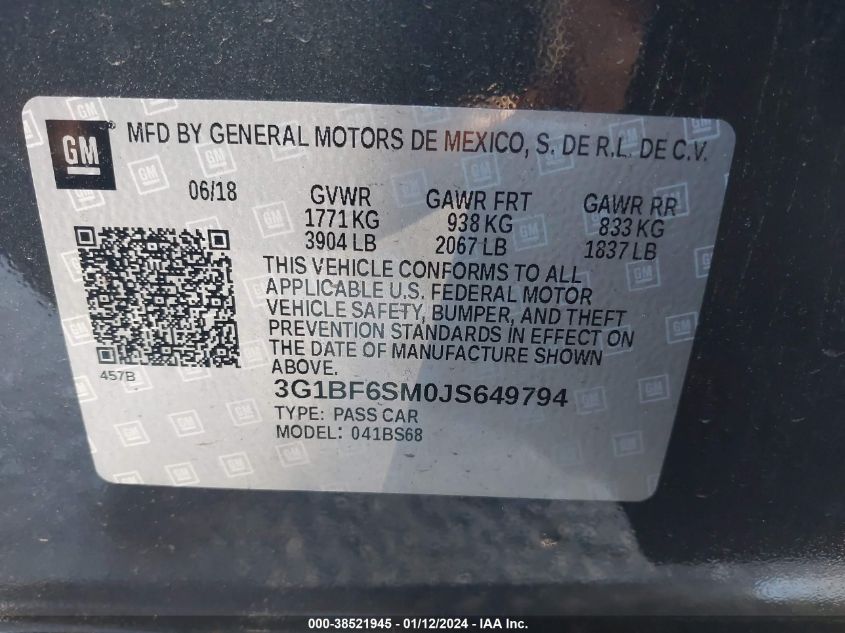 GM
MFD BY GENERAL MOTORS DE MEXICO, S. DE R.L. DE C.V.
06/18 GVWR GAWR FRT GAWR RR
1771 KG 938 KG 833 KG
3904 LB 2067 LB 1837 LB
THIS VEHICLE CONFORMS TO ALL
APPLICABLE U.S. FEDERAL MOTOR
VEHICLE SAFETY, BUMPER, AND THEFT
PREVENTION STANDARDS IN EFFECT ON
THE DATE OF MANUFACTURE SHOWN
ABOVE.
457B
3G1BF6SM0JS649794
TYPE: PASS CAR
MODEL: 041BS68
000-38521945 - 01/12/2024 - IAA Inc.